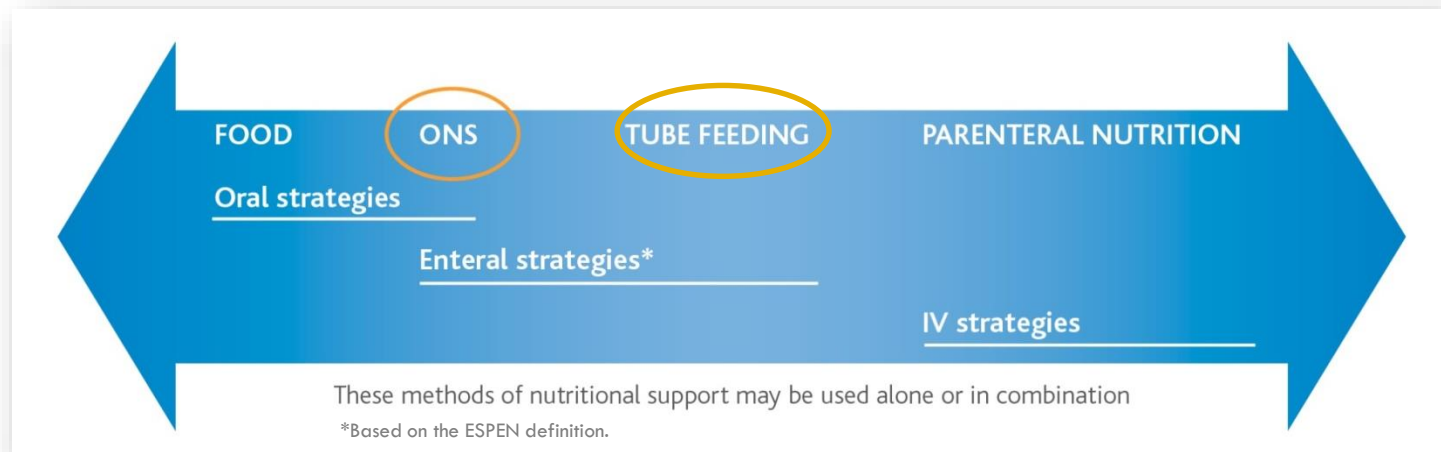 FOOD ONS TUBE FEEDING PARENTERAL NUTRITION
Oral strategies
Enteral strategies*
IV strategies
These methods of nutritional support may be used alone or in combination
*Based on the ESPEN definition.